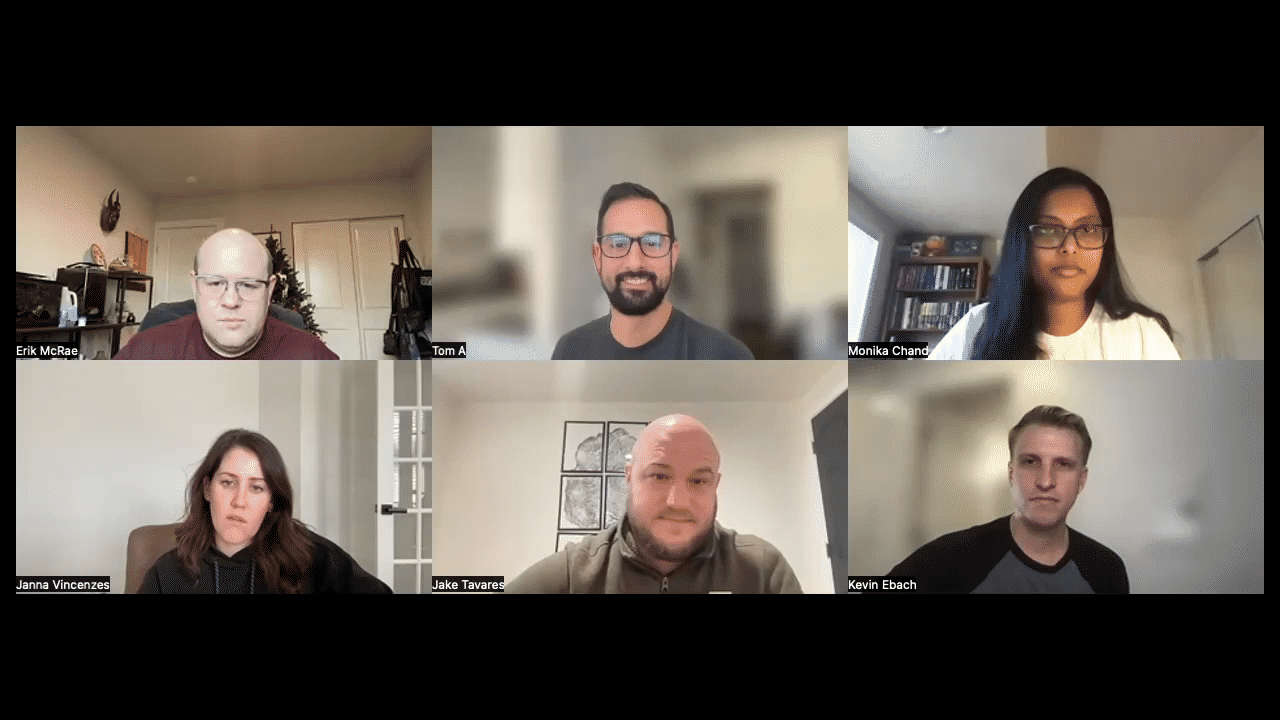 Erik McRae
Tom A
Monika Chand
Janna Vincenzes
Jake Tavares
Kevin Ebach